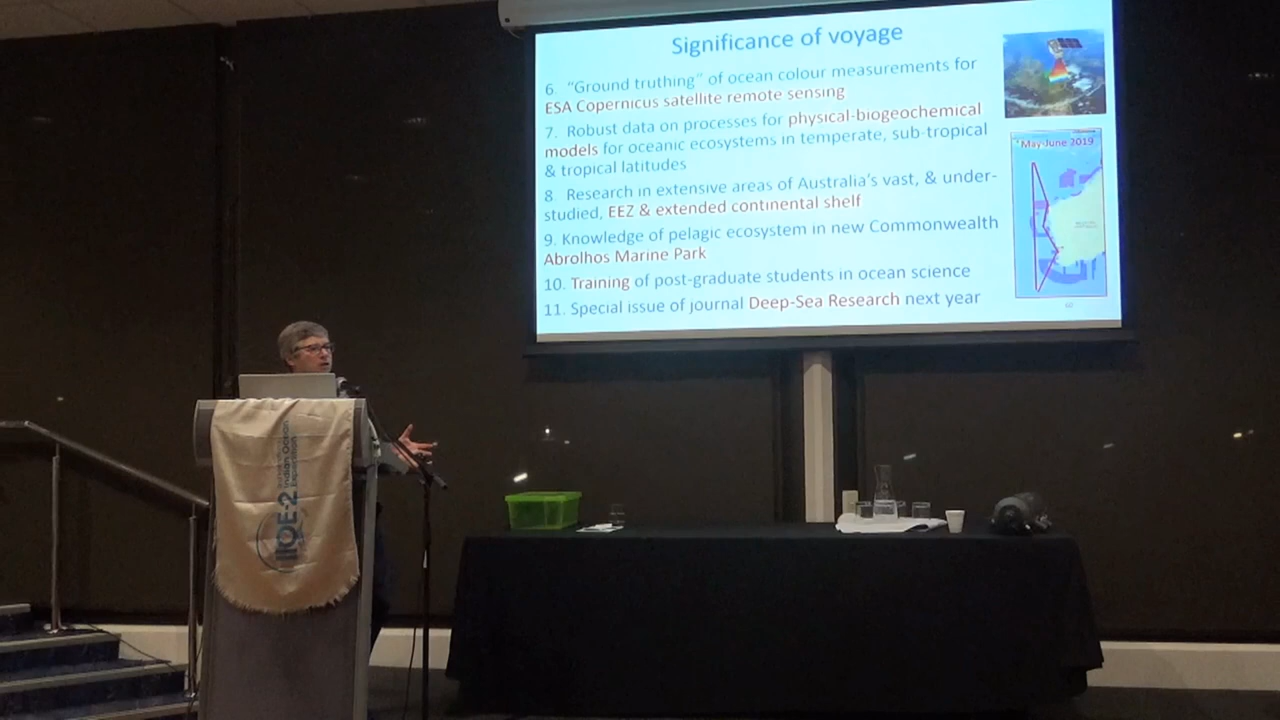 Significance of voyage
6. “Ground truthing” of ocean colour measurements for
ESA Copernicus satellite remote sensing
7. Robust data on processes for physical-biogeochemical
models for oceanic ecosystems in temperate, sub-tropical
& tropical latitudes
8 Research in extensive areas of Australia's vast, & under-
studied, EEZ & extended continental shelf
9. Knowledge of pelagic ecosystem in new Commonwealth
Abrolhos Marine Park
10. Training of post-graduate students in ocean science
11. Special issue of journal Deep-Sea Research next year
May-June 2019
60
IIOE-2
Indian Ocean
Expedition